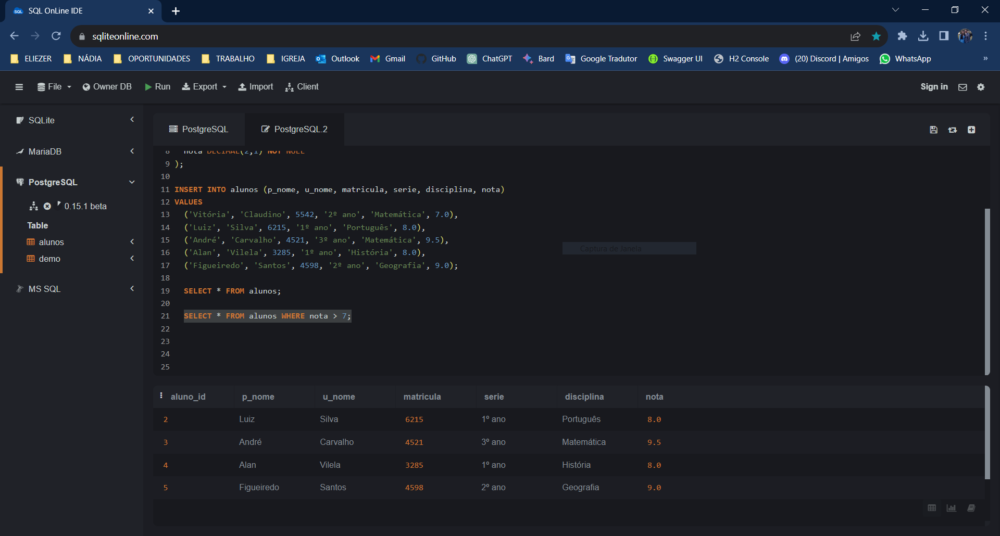 SQL OnLine IDE
sqliteonline.com
ELIEZER NÁDIA OPORTUNIDADES TRABALHO IGREJA Outlook Gmail GitHub ChatGPT Bard Google Tradutor Swagger UI H2 Console (20) Discord | Amigos WhatsApp »
File Owner DB Run Export Import Client Sign in
SQLite
MariaDB
PostgreSQL
0.15.1 beta
Table
alunos
demo
MS SQL
PostgreSQL PostgreSQL.2
8 nota DECIMAL(2,1) NOT NULL
9 );
10
11 INSERT INTO alunos (p_nome, u_nome, matricula, serie, disciplina, nota)
12 VALUES
13 ('Vitória', 'Claudino', 5542, '2º ano', 'Matemática', 7.0),
14 ('Luiz', 'Silva', 6215, '1º ano', 'Português', 8.0),
15 ('André', 'Carvalho', 4521, '3º ano', 'Matemática', 9.5),
16 ('Alan', 'Vilela', 3285, '1º ano', 'História', 8.0),
17 ('Figueiredo', 'Santos', 4598, '2º ano', 'Geografia', 9.0);
18
19 SELECT * FROM alunos;
20
21 SELECT * FROM alunos WHERE nota > 7;
22
23
24
25
Captura de Janela
aluno_id p_nome u_nome matricula serie disciplina nota
2 Luiz Silva 6215 1º ano Português 8.0
3 André Carvalho 4521 3º ano Matemática 9.5
4 Alan Vilela 3285 1º ano História 8.0
5 Figueiredo Santos 4598 2º ano Geografia 9.0